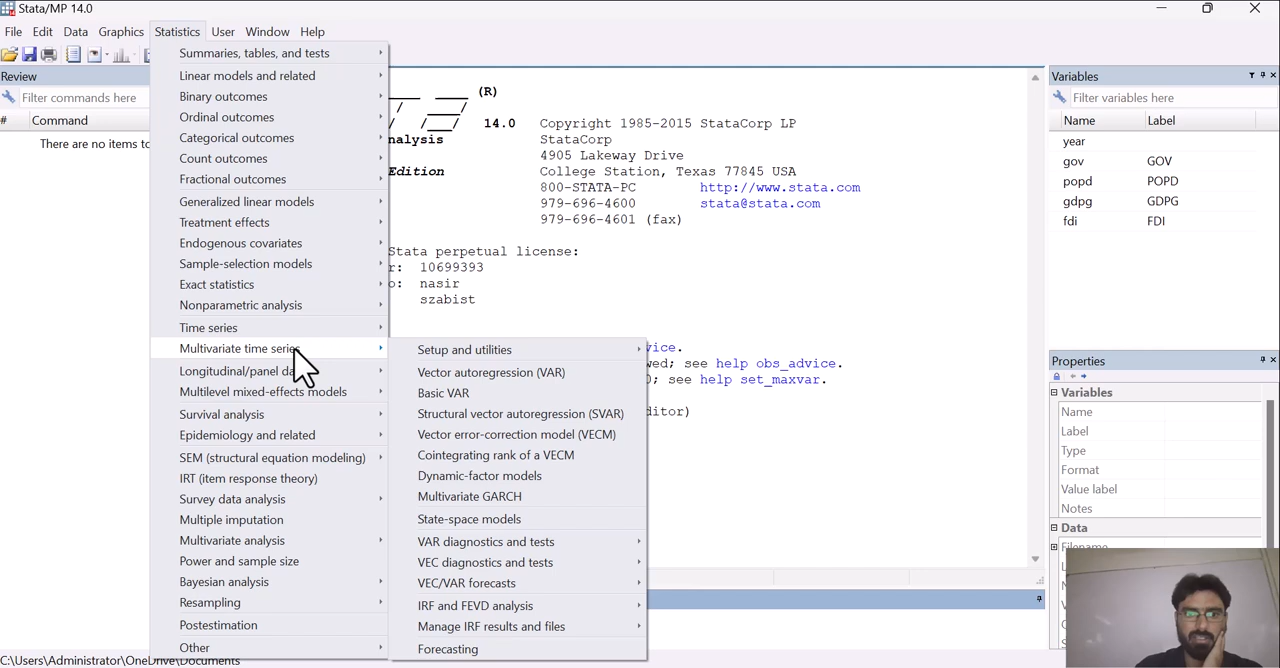 Stata/MP 14.0
File Edit Data Graphics Statistics User Window Help
Review
Filter commands here
# Command
There are no items to
Summaries, tables, and tests
Linear models and related
Binary outcomes
Ordinal outcomes
Categorical outcomes
Count outcomes
Fractional outcomes
Generalized linear models
Treatment effects
Endogenous covariates
Sample-selection models
Exact statistics
Nonparametric analysis
Time series
Multivariate time series
Longitudinal/panel da
Multilevel mixed-effects models
Survival analysis
Epidemiology and related
SEM (structural equation modeling)
IRT (item response theory)
Survey data analysis
Multiple imputation
Multivariate analysis
Power and sample size
Bayesian analysis
Resampling
Postestimation
Other
Setup and utilities
Vector autoregression (VAR)
Basic VAR
Structural vector autoregression (SVAR)
Vector error-correction model (VECM)
Cointegrating rank of a VECM
Dynamic-factor models
Multivariate GARCH
State-space models
VAR diagnostics and tests
VEC diagnostics and tests
VEC/VAR forecasts
IRF and FEVD analysis
Manage IRF results and files
Forecasting
(R)
14.0 Copyright 1985-2015 StataCorp LP
nalysis StataCorp
4905 Lakeway Drive
Edition College Station, Texas 77845 USA
800-STATA-PC http://www.stata.com
979-696-4600 stata@stata.com
979-696-4601 (fax)
Stata perpetual license:
r: 10699393
o: nasir
szabist
vice.
wed; see help obs_advice.
0; see help set_maxvar.
ditor)
Variables
Filter variables here
Name Label
year
gov GOV
popd POPD
gdpg GDPG
fdi FDI
Properties
Variables
Name
Label
Type
Format
Value label
Notes
Data
Filename
C:\Users\Administrator\OneDrive\Documents